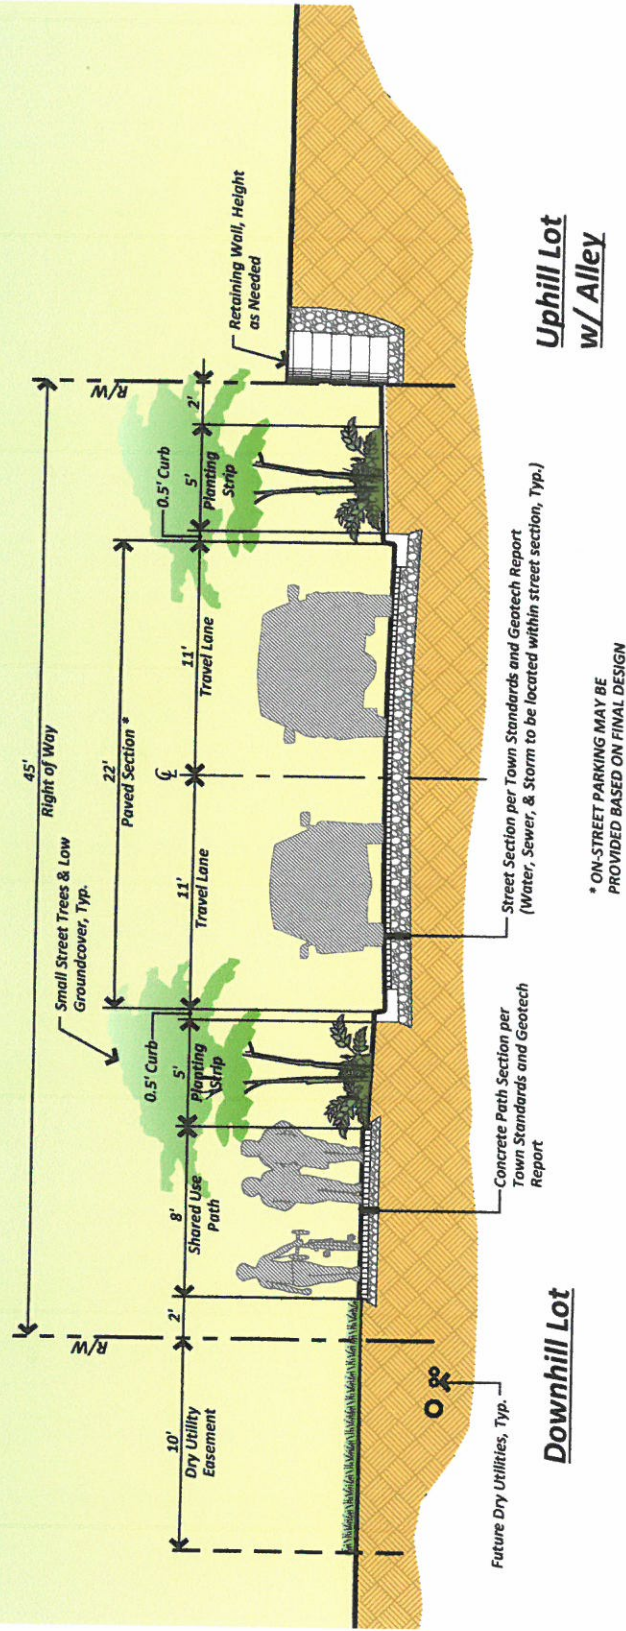 45'
Right of Way
Small Street Trees & Low
Groundcover, Typ.
22'
Paved Section *
R/W
R/W
10'
Dry Utility
Easement
2'
8'
Shared Use
Path
0.5' Curb
5'
Planting
Strip
11'
Travel Lane
℄
11'
Travel Lane
0.5' Curb
5'
Planting
Strip
2'
Retaining Wall, Height
as Needed
Future Dry Utilities, Typ.
Concrete Path Section per
Town Standards and Geotech
Report
Street Section per Town Standards and Geotech Report
(Water, Sewer, & Storm to be located within street section, Typ.)
Downhill Lot
Uphill Lot
w/ Alley
* ON-STREET PARKING MAY BE
PROVIDED BASED ON FINAL DESIGN